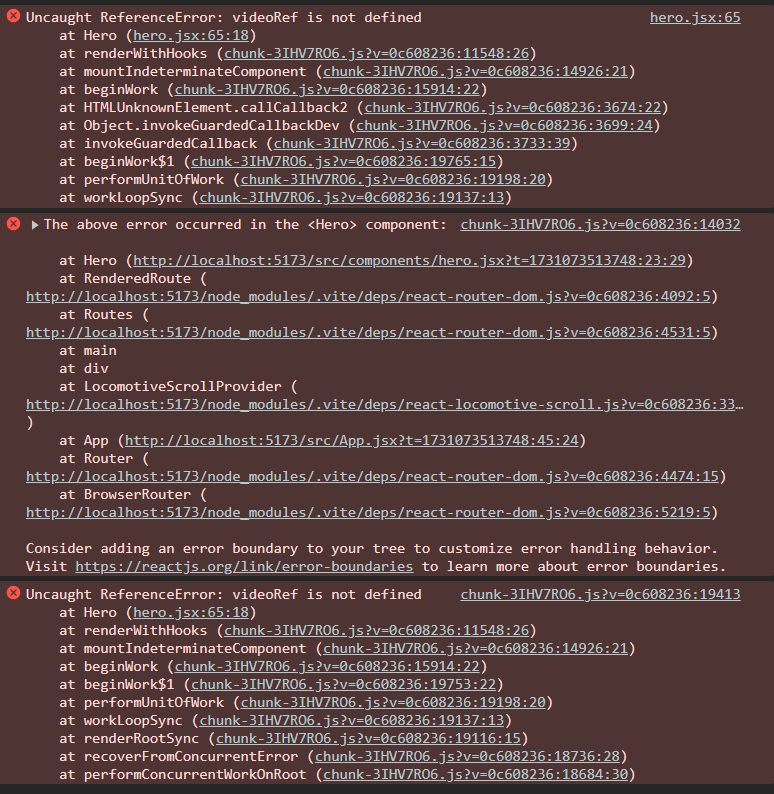 Uncaught ReferenceError: videoRef is not defined hero.jsx:65
at Hero (hero.jsx:65:18)
at renderWithHooks (chunk-3IHV7RO6.js?v=0c608236:11548:26)
at mountIndeterminateComponent (chunk-3IHV7RO6.js?v=0c608236:14926:21)
at beginWork (chunk-3IHV7RO6.js?v=0c608236:15914:22)
at HTMLUnknownElement.callCallback2 (chunk-3IHV7RO6.js?v=0c608236:3674:22)
at Object.invokeGuardedCallbackDev (chunk-3IHV7RO6.js?v=0c608236:3699:24)
at invokeGuardedCallback (chunk-3IHV7RO6.js?v=0c608236:3733:39)
at beginWork$1 (chunk-3IHV7RO6.js?v=0c608236:19765:15)
at performUnitOfWork (chunk-3IHV7RO6.js?v=0c608236:19198:20)
at workLoopSync (chunk-3IHV7RO6.js?v=0c608236:19137:13)
The above error occurred in the <Hero> component: chunk-3IHV7RO6.js?v=0c608236:14032
at Hero (http://localhost:5173/src/components/hero.jsx?t=1731073513748:23:29)
at RenderedRoute (
http://localhost:5173/node_modules/.vite/deps/react-router-dom.js?v=0c608236:4092:5)
at Routes (
http://localhost:5173/node_modules/.vite/deps/react-router-dom.js?v=0c608236:4531:5)
at main
at div
at LocomotiveScrollProvider (
http://localhost:5173/node_modules/.vite/deps/react-locomotive-scroll.js?v=0c608236:33…
)
at App (http://localhost:5173/src/App.jsx?t=1731073513748:45:24)
at Router (
http://localhost:5173/node_modules/.vite/deps/react-router-dom.js?v=0c608236:4474:15)
at BrowserRouter (
http://localhost:5173/node_modules/.vite/deps/react-router-dom.js?v=0c608236:5219:5)
Consider adding an error boundary to your tree to customize error handling behavior.
Visit https://reactjs.org/link/error-boundaries to learn more about error boundaries.
Uncaught ReferenceError: videoRef is not defined chunk-3IHV7RO6.js?v=0c608236:19413
at Hero (hero.jsx:65:18)
at renderWithHooks (chunk-3IHV7RO6.js?v=0c608236:11548:26)
at mountIndeterminateComponent (chunk-3IHV7RO6.js?v=0c608236:14926:21)
at beginWork (chunk-3IHV7RO6.js?v=0c608236:15914:22)
at beginWork$1 (chunk-3IHV7RO6.js?v=0c608236:19753:22)
at performUnitOfWork (chunk-3IHV7RO6.js?v=0c608236:19198:20)
at workLoopSync (chunk-3IHV7RO6.js?v=0c608236:19137:13)
at renderRootSync (chunk-3IHV7RO6.js?v=0c608236:19116:15)
at recoverFromConcurrentError (chunk-3IHV7RO6.js?v=0c608236:18736:28)
at performConcurrentWorkOnRoot (chunk-3IHV7RO6.js?v=0c608236:18684:30)